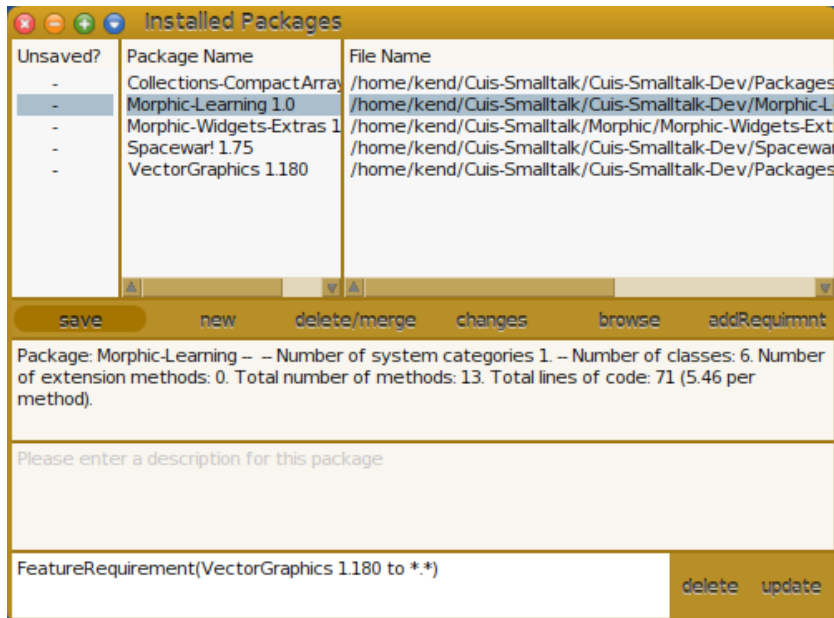 Installed Packages
Unsaved? Package Name File Name
- Collections-CompactArray /home/kend/Cuis-Smalltalk/Cuis-Smalltalk-Dev/Packages
- Morphic-Learning 1.0 /home/kend/Cuis-Smalltalk/Cuis-Smalltalk-Dev/Morphic-L
- Morphic-Widgets-Extras 1 /home/kend/Cuis-Smalltalk/Morphic/Morphic-Widgets-Ext
- Spacewar! 1.75 /home/kend/Cuis-Smalltalk/Cuis-Smalltalk-Dev/Spacewar
- VectorGraphics 1.180 /home/kend/Cuis-Smalltalk/Cuis-Smalltalk-Dev/Packages
save new delete/merge changes browse addRequirmnt
Package: Morphic-Learning -- -- Number of system categories 1. -- Number of classes: 6. Number
of extension methods: 0. Total number of methods: 13. Total lines of code: 71 (5.46 per
method).
Please enter a description for this package
FeatureRequirement(VectorGraphics 1.180 to *.*)
delete update